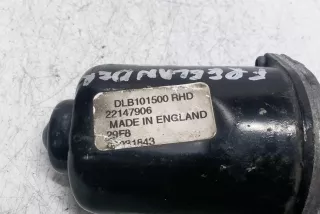 FREELANDER
DLB101500 RHD
22147906
MADE IN ENGLAND
29F8